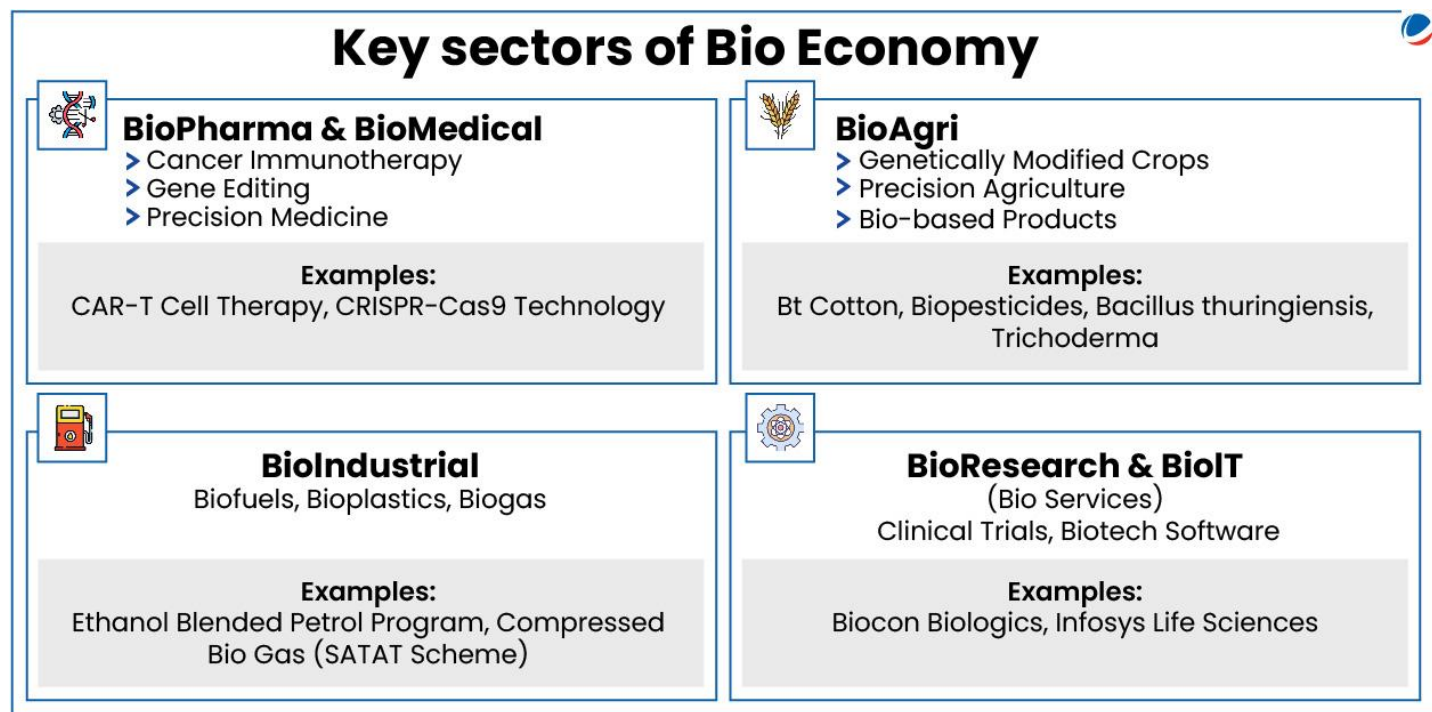 Key sectors of Bio Economy
BioPharma & BioMedical
> Cancer Immunotherapy
> Gene Editing
> Precision Medicine
Examples:
CAR-T Cell Therapy, CRISPR-Cas9 Technology
BioAgri
> Genetically Modified Crops
> Precision Agriculture
> Bio-based Products
Examples:
Bt Cotton, Biopesticides, Bacillus thuringiensis,
Trichoderma
BioIndustrial
Biofuels, Bioplastics, Biogas
Examples:
Ethanol Blended Petrol Program, Compressed
Bio Gas (SATAT Scheme)
BioResearch & BioIT
(Bio Services)
Clinical Trials, Biotech Software
Examples:
Biocon Biologics, Infosys Life Sciences